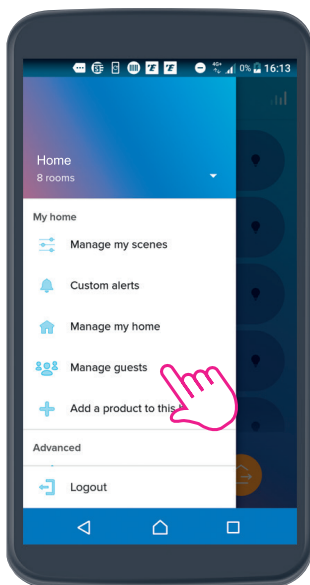 0% 16:13
Home
8 rooms
My home
Manage my scenes
Custom alerts
Manage my home
Manage guests
Add a product to this
Advanced
Logout